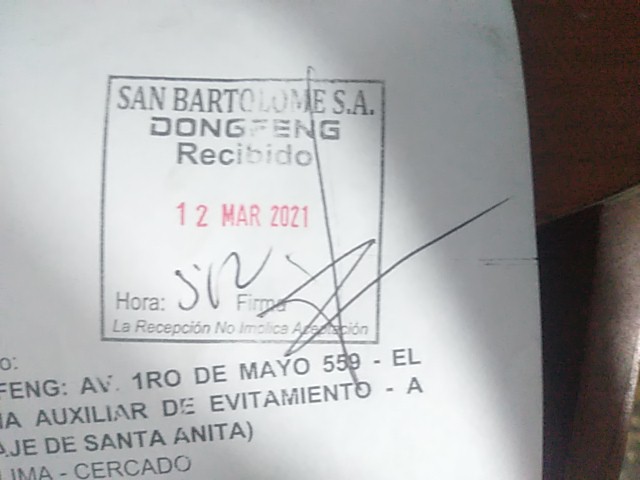 SAN BARTOLOME S.A.
DONGFENG
Recibido
12 MAR 2021
Hora: Firma
La Recepción No Implica Aceptación
o:
FENG: AV. 1RO DE MAYO 559 - EL
IA AUXILIAR DE EVITAMIENTO - A
AJE DE SANTA ANITA)
LIMA - CERCADO